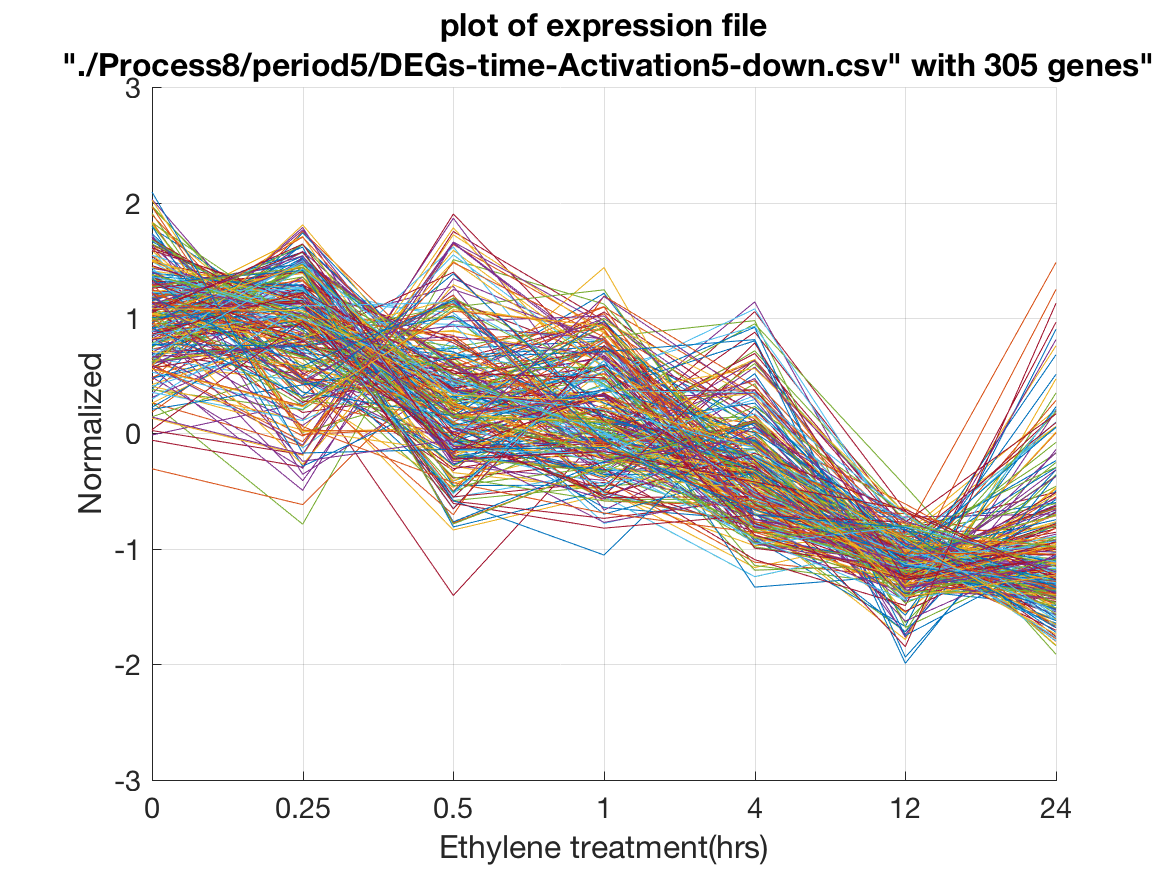 plot of expression file
"./Process8/period5/DEGs-time-Activation5-down.csv" with 305 genes"
3
2
1
0
-1
-2
-3
Normalized
0 0.25 0.5 1 4 12 24
Ethylene treatment(hrs)